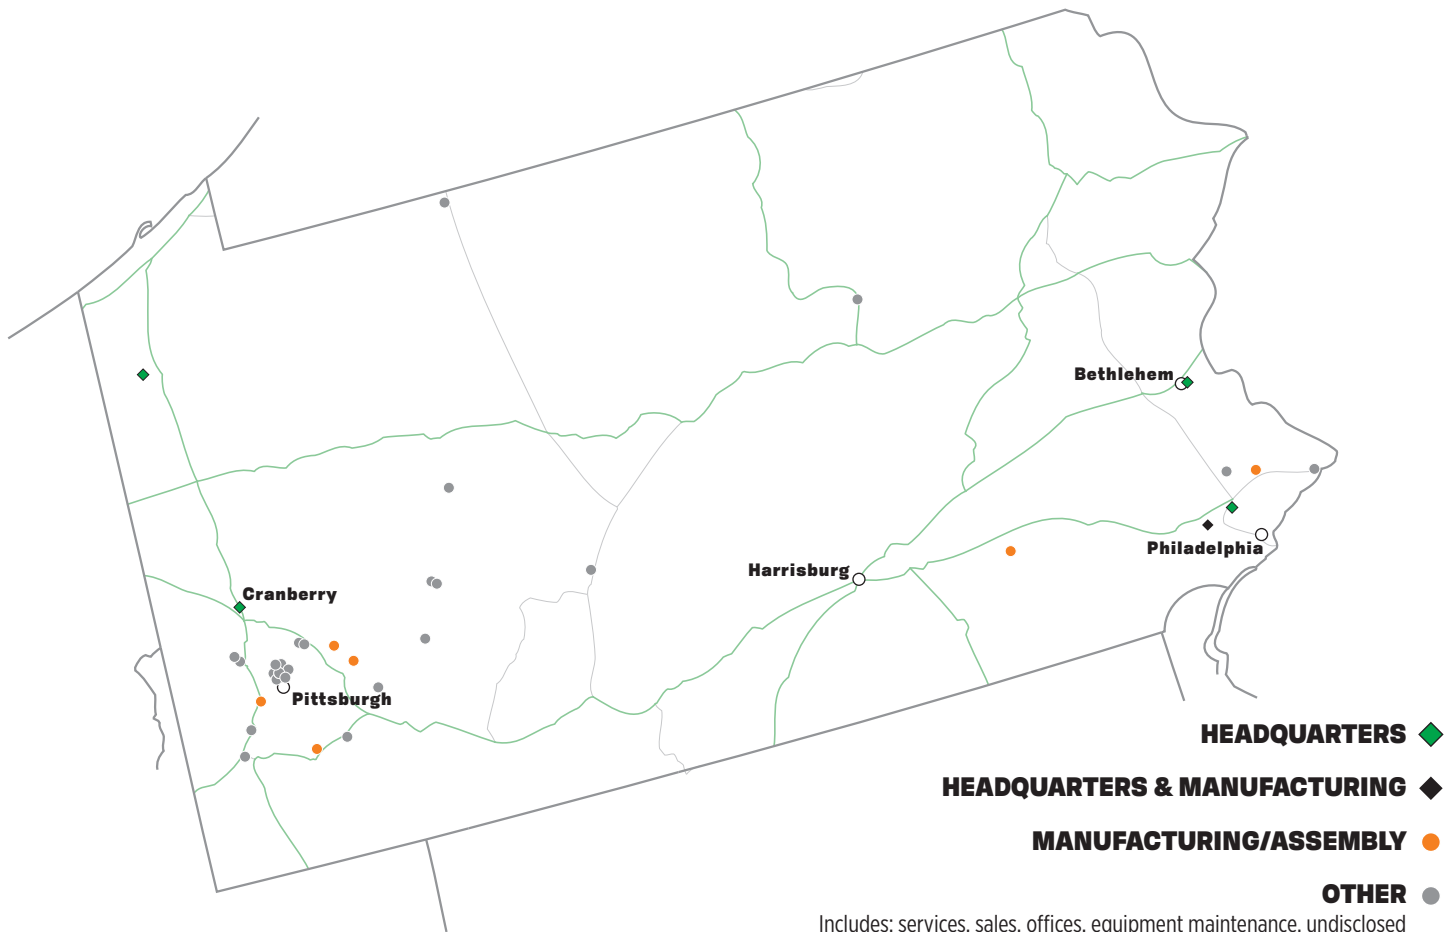 Bethlehem
Philadelphia
Harrisburg
Cranberry
Pittsburgh
HEADQUARTERS
HEADQUARTERS & MANUFACTURING
MANUFACTURING/ASSEMBLY
OTHER
Includes: services, sales, offices, equipment maintenance, undisclosed